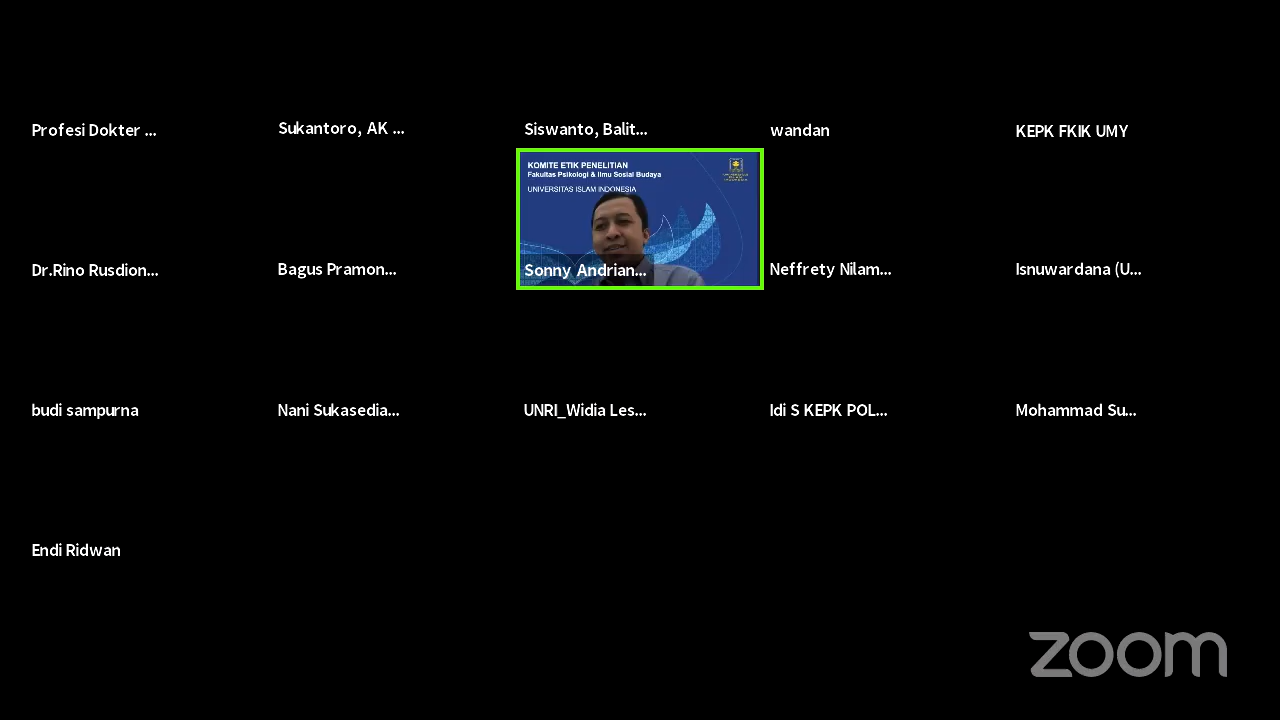 Profesi Dokter ...
Sukantoro, AK ...
Siswanto, Balit...
wandan
KEPK FKIK UMY
KOMITE ETIK PENELITIAN
Fakultas Psikologi & Ilmu Sosial Budaya
UNIVERSITAS ISLAM INDONESIA
Dr.Rino Rusdion...
Bagus Pramon...
Sonny Andrian...
Neffrety Nilam...
Isnuwardana (U...
budi sampurna
Nani Sukasedia...
UNRI_Widia Les...
Idi S KEPK POL...
Mohammad Su...
Endi Ridwan
zoom